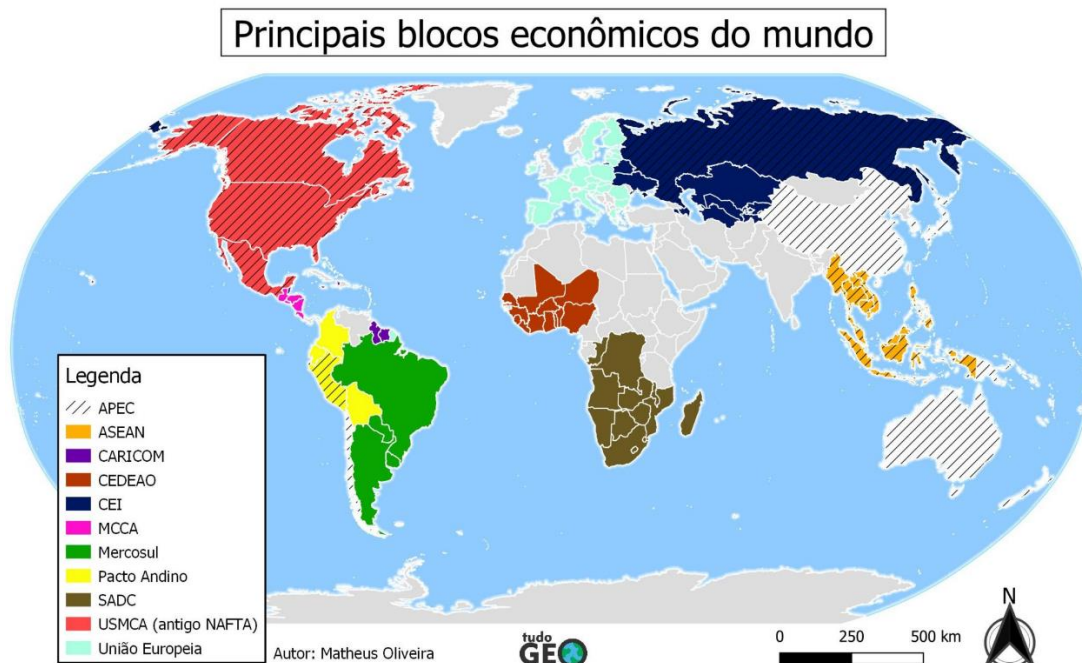 Principais blocos econômicos do mundo
Legenda
APEC
ASEAN
CARICOM
CEDEAO
CEI
MCCA
Mercosul
Pacto Andino
SADC
USMCA (antigo NAFTA)
União Europeia
Autor: Matheus Oliveira
tudo
GEO
0 250 500 km
N